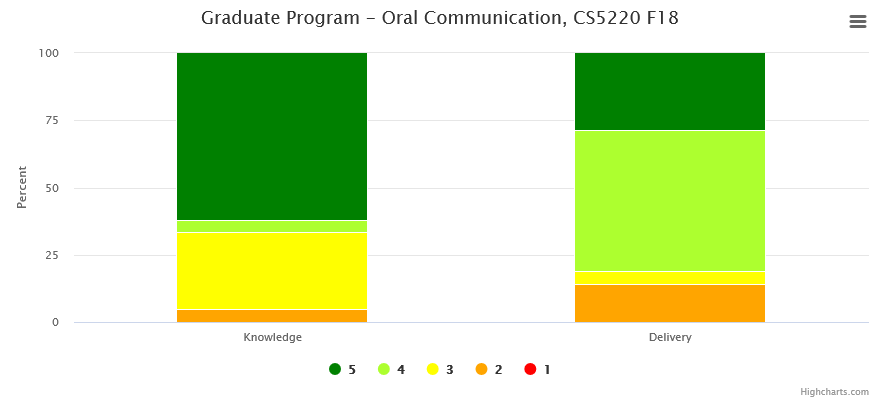 Graduate Program – Oral Communication, CS5220 F18
Percent
100
75
50
25
0
Knowledge
Delivery
5
4
3
2
1
Highcharts.com